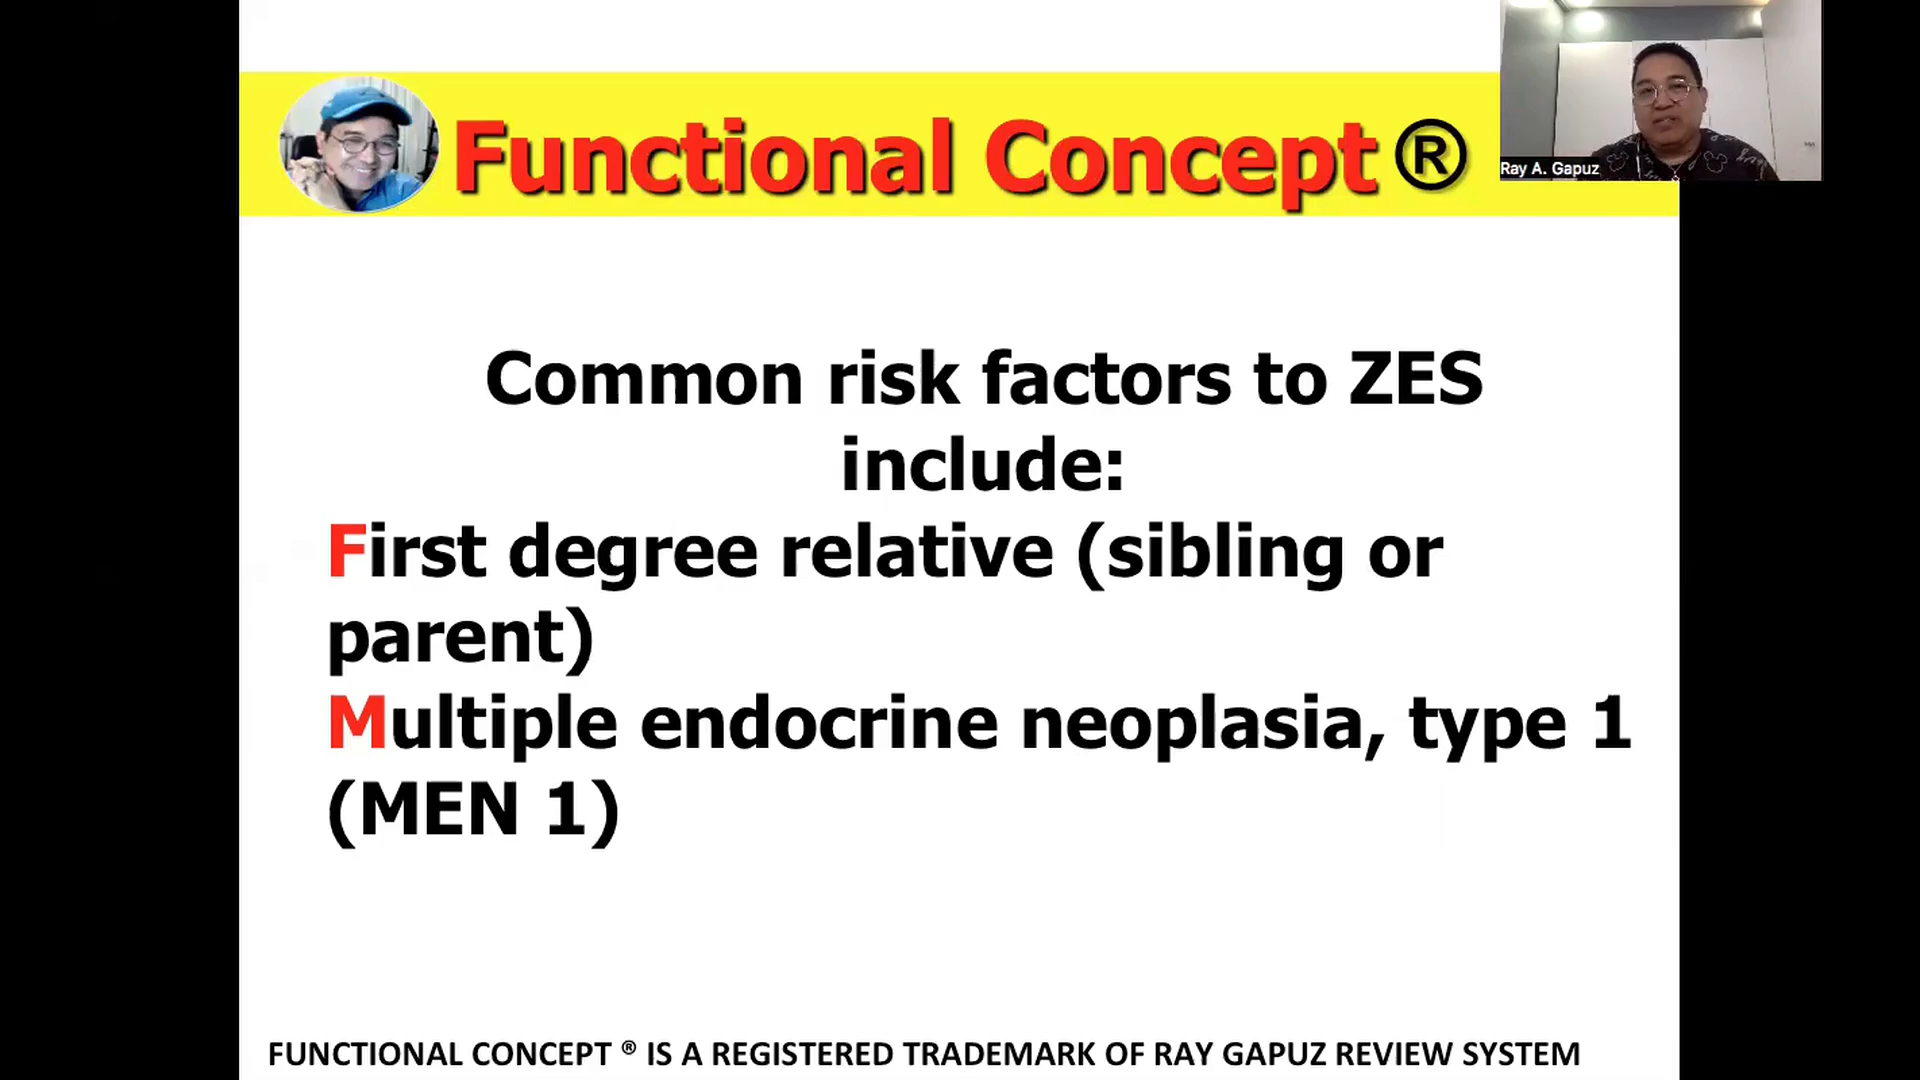 Functional Concept ®
Ray A. Gapuz
Common risk factors to ZES
include:
First degree relative (sibling or
parent)
Multiple endocrine neoplasia, type 1
(MEN 1)
FUNCTIONAL CONCEPT ® IS A REGISTERED TRADEMARK OF RAY GAPUZ REVIEW SYSTEM